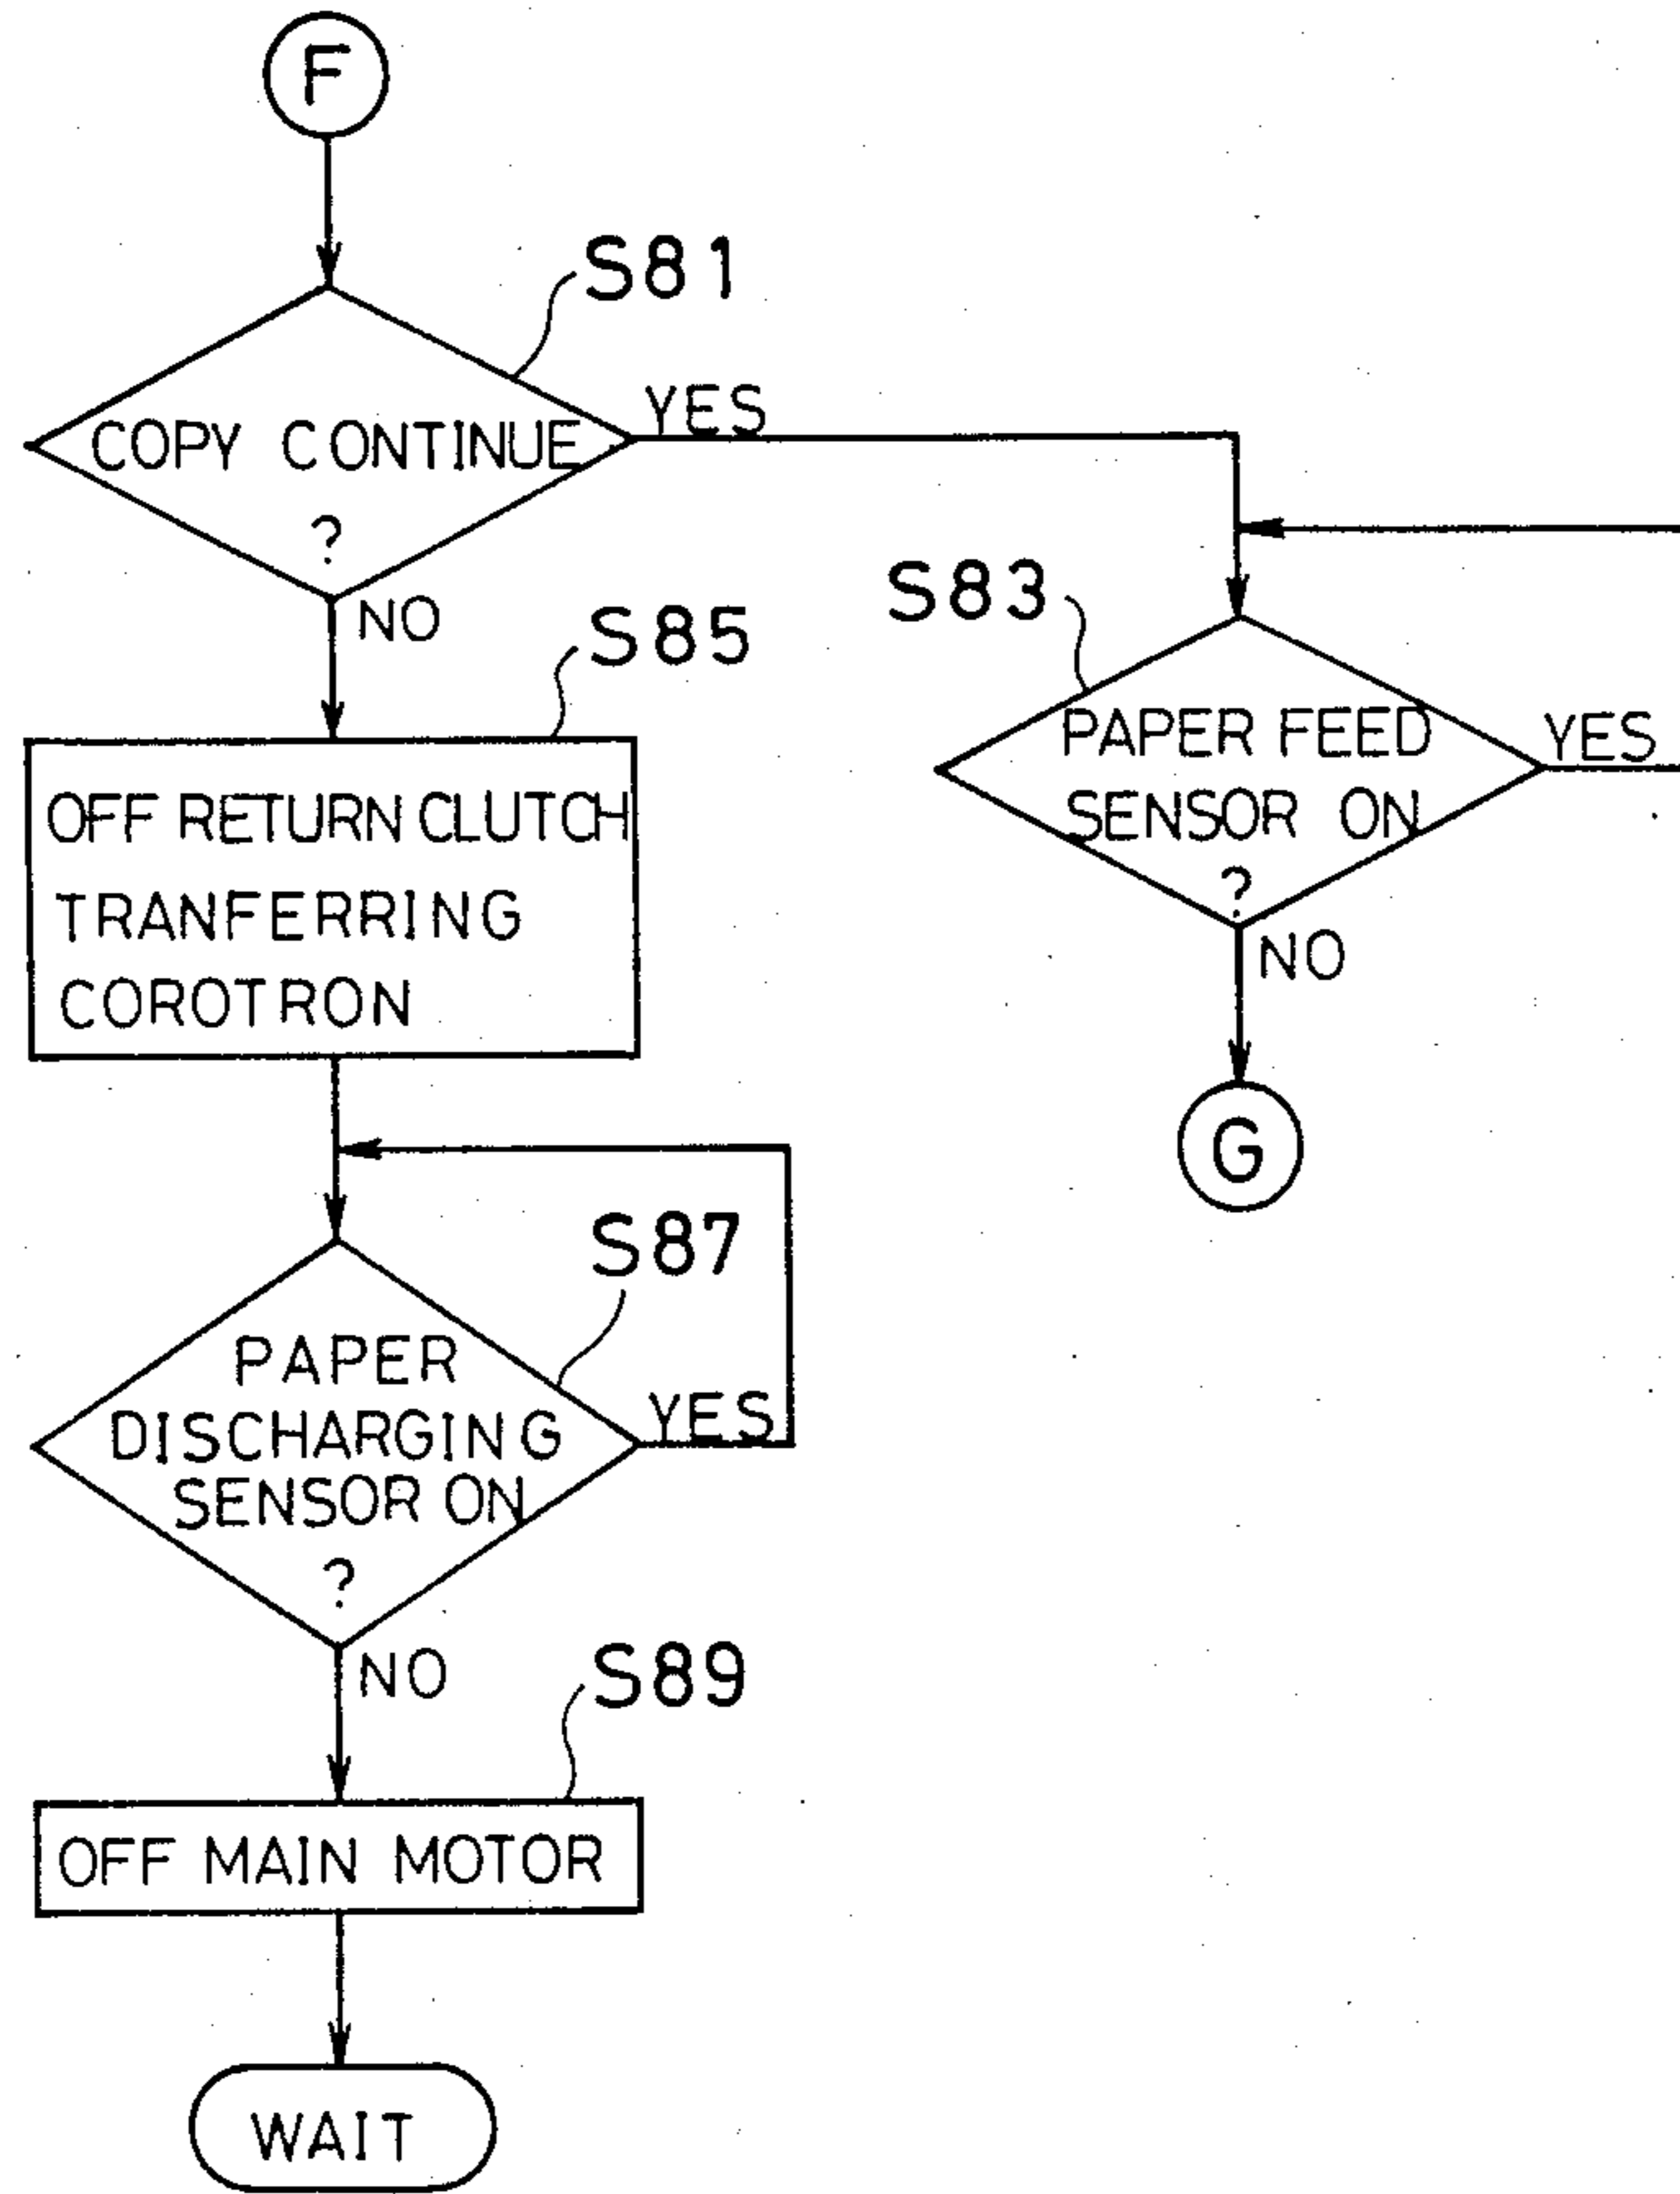 F
S81
COPY CONTINUE
?
YES
NO
S85
OFF RETURN CLUTCH
TRANFERRING
COROTRON
S87
PAPER
DISCHARGING
SENSOR ON
?
YES
NO
S89
OFF MAIN MOTOR
WAIT
S83
PAPER FEED
SENSOR ON
?
YES
NO
G